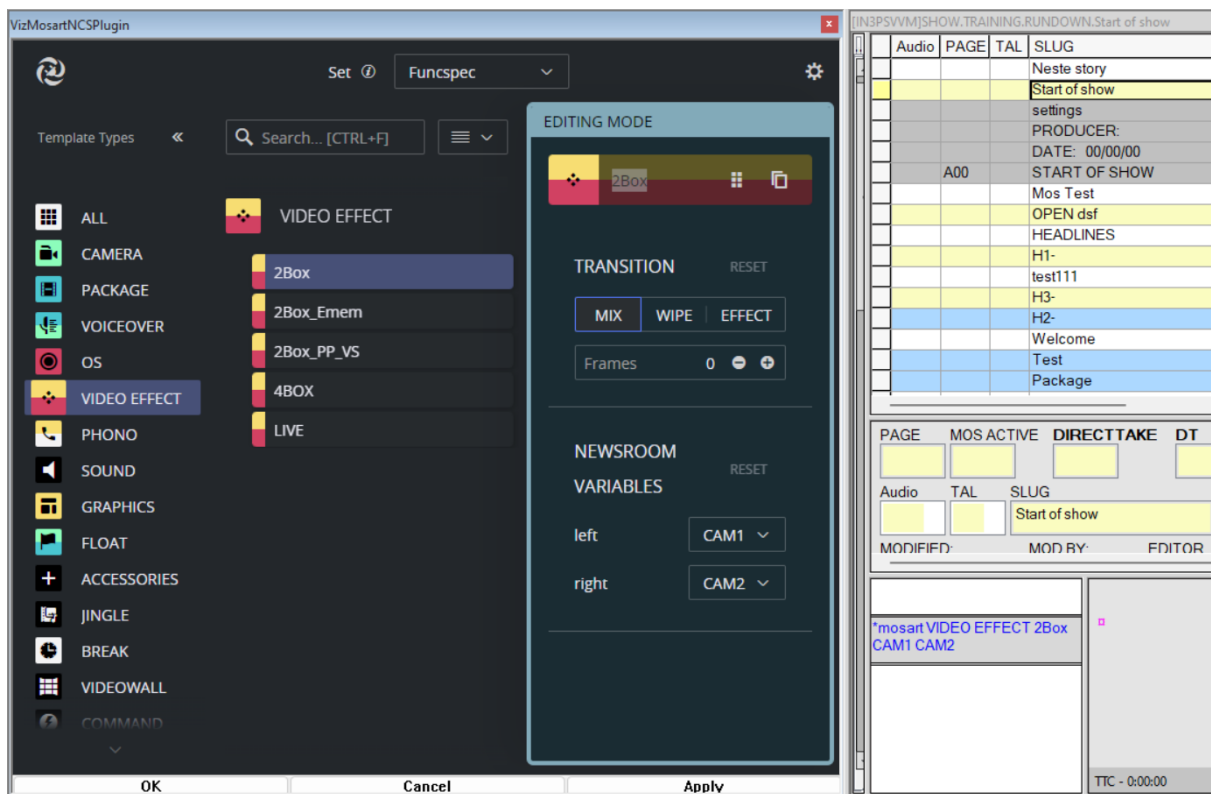 VizMosartNCSPlugin
x
Set
Funcspec
Template Types
«
Search... [CTRL+F]
ALL
CAMERA
PACKAGE
VOICEOVER
OS
VIDEO EFFECT
PHONO
SOUND
GRAPHICS
FLOAT
ACCESSORIES
JINGLE
BREAK
VIDEOWALL
COMMAND
VIDEO EFFECT
2Box
2Box_Emem
2Box_PP_VS
4BOX
LIVE
EDITING MODE
2Box
TRANSITION RESET
MIX WIPE EFFECT
Frames 0
NEWSROOM
VARIABLES
RESET
left CAM1
right CAM2
OK Cancel Apply
[IN3PSVVM]SHOW.TRAINING.RUNDOWN.Start of show
Audio PAGE TAL SLUG
Neste story
Start of show
settings
PRODUCER:
DATE: 00/00/00
A00 START OF SHOW
Mos Test
OPEN dsf
HEADLINES
H1-
test111
H3-
H2-
Welcome
Test
Package
PAGE MOS ACTIVE DIRECTTAKE DT
Audio TAL SLUG
Start of show
MODIFIED: MOD BY: EDITOR
*mosart VIDEO EFFECT 2Box
CAM1 CAM2
TTC - 0:00:00